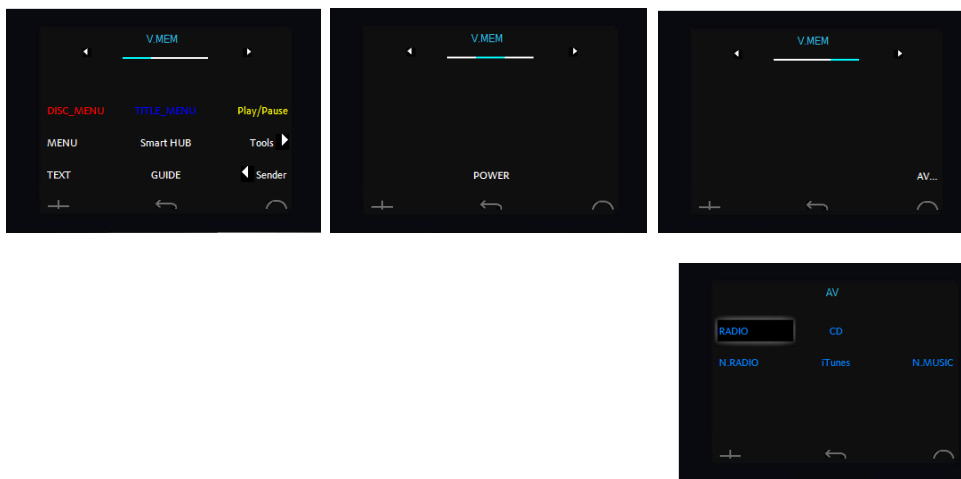 V.MEM
DISC_MENU TITLE_MENU Play/Pause
MENU Smart HUB Tools
TEXT GUIDE Sender
V.MEM
POWER
V.MEM
AV...
AV
RADIO CD
N.RADIO iTunes N.MUSIC